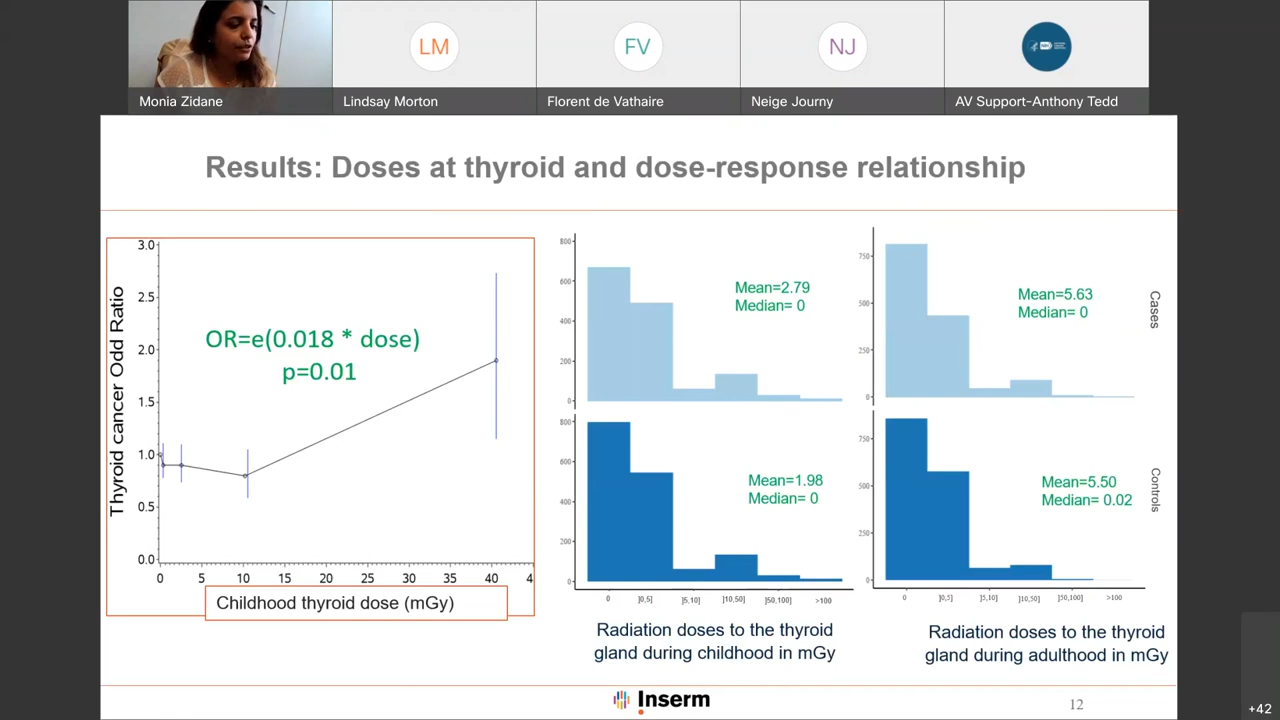 LM
FV
NJ
Monia Zidane
Lindsay Morton
Florent de Vathaire
Neige Journy
AV Support-Anthony Tedd
Results: Doses at thyroid and dose-response relationship
Thyroid cancer Odd Ratio
3.0
2.5
2.0
1.5
1.0
0.5
0.0
OR=e(0.018 * dose)
p=0.01
0 5 10 15 20 25 30 35 40 4
Childhood thyroid dose (mGy)
800
600
400
200
0
Mean=2.79
Median= 0
750
500
250
0
Mean=5.63
Median= 0
Cases
800
600
400
200
0
Mean=1.98
Median= 0
0 ]0,5] ]5,10] ]10,50] ]50,100] >100
Radiation doses to the thyroid
gland during childhood in mGy
750
500
250
0
Mean=5.50
Median= 0.02
Controls
0 ]0,5] ]5,10] ]10,50] ]50,100] >100
Radiation doses to the thyroid
gland during adulthood in mGy
Inserm
12
+42